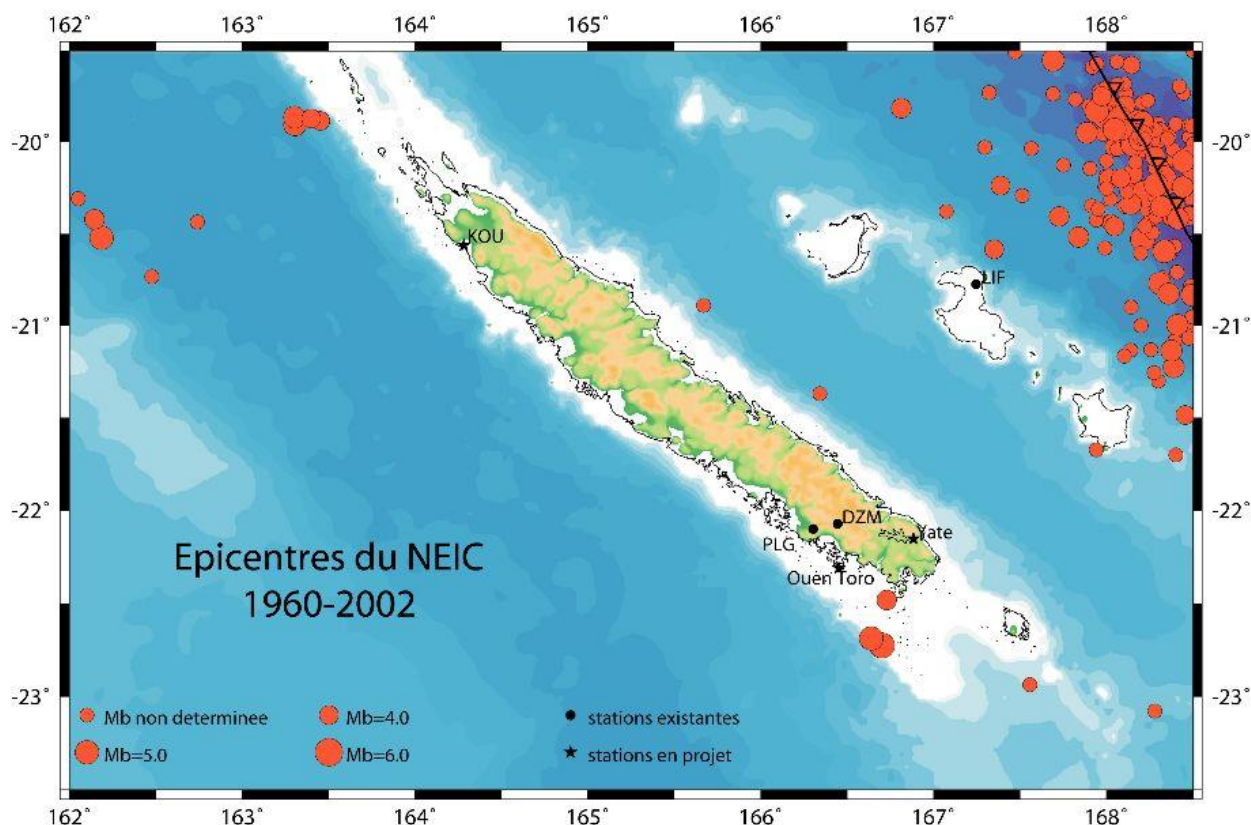 162˚ 163˚ 164˚ 165˚ 166˚ 167˚ 168˚
-20˚ -20˚
KOU
LIF
-21˚ -21˚
-22˚ -22˚
DZM
Yate
PLG
Ouen Toro
Epicentres du NEIC
1960-2002
-23˚ -23˚
Mb non determinee Mb=4.0 stations existantes
Mb=5.0 Mb=6.0 stations en projet
162˚ 163˚ 164˚ 165˚ 166˚ 167˚ 168˚